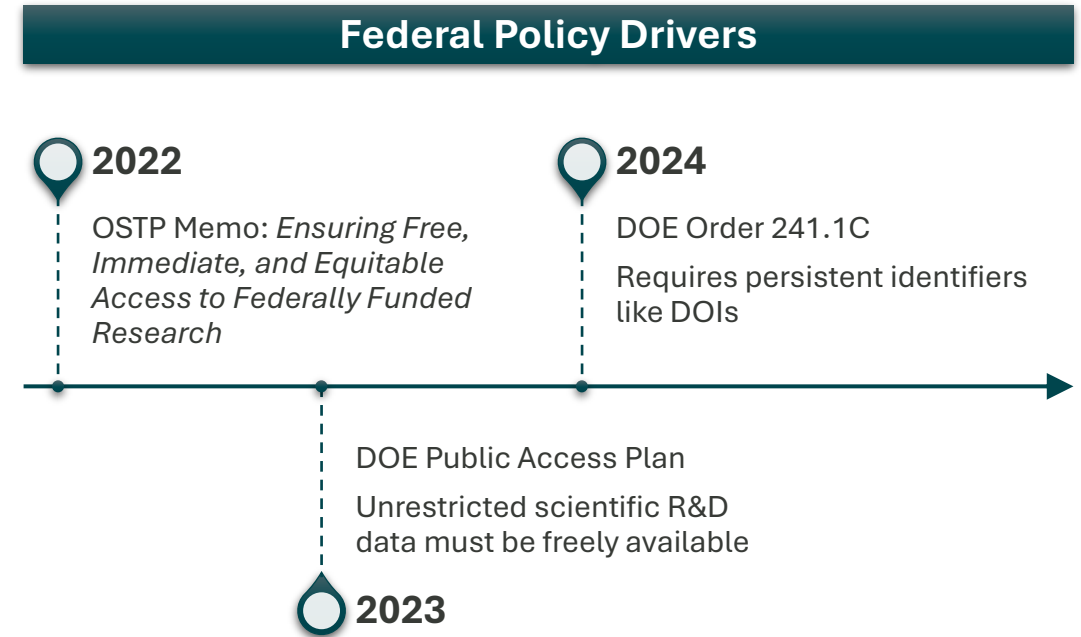 Federal Policy Drivers
2022
OSTP Memo: Ensuring Free,
Immediate, and Equitable
Access to Federally Funded
Research
2024
DOE Order 241.1C
Requires persistent identifiers
like DOIs
DOE Public Access Plan
Unrestricted scientific R&D
data must be freely available
2023